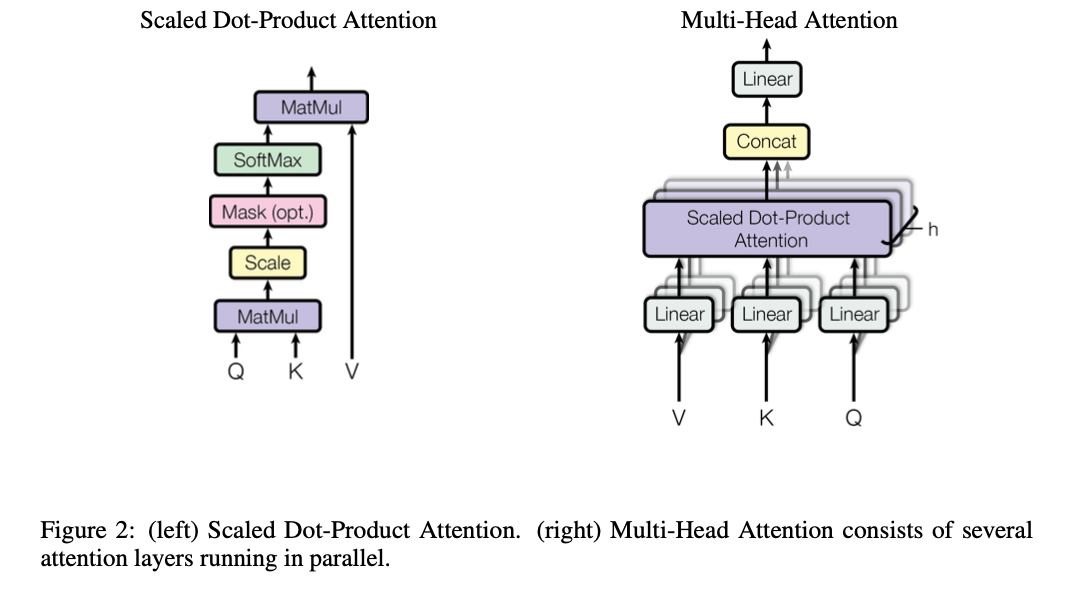 Scaled Dot-Product Attention
MatMul
SoftMax
Mask (opt.)
Scale
MatMul
Q K V
Multi-Head Attention
Linear
Concat
Scaled Dot-Product
Attention
h
Linear Linear Linear
V K Q
Figure 2: (left) Scaled Dot-Product Attention. (right) Multi-Head Attention consists of several
attention layers running in parallel.